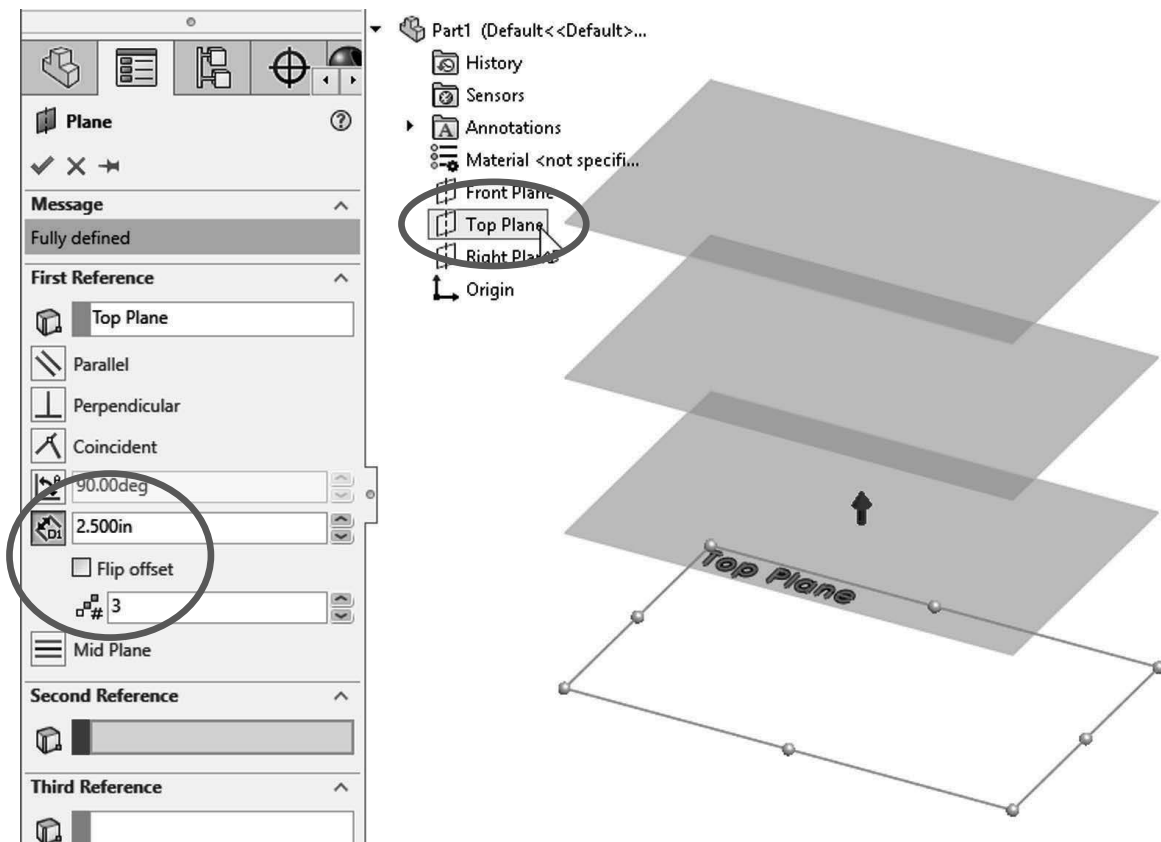 Plane
Message
Fully defined
First Reference
Top Plane
Parallel
Perpendicular
Coincident
90.00deg
D1
2.500in
Flip offset
# 3
Mid Plane
Second Reference
Third Reference
Part1 (Default<<Default>...
History
Sensors
A Annotations
Material <not specifi...
Front Plane
Top Plane
Right Plane
Origin
Top Plane